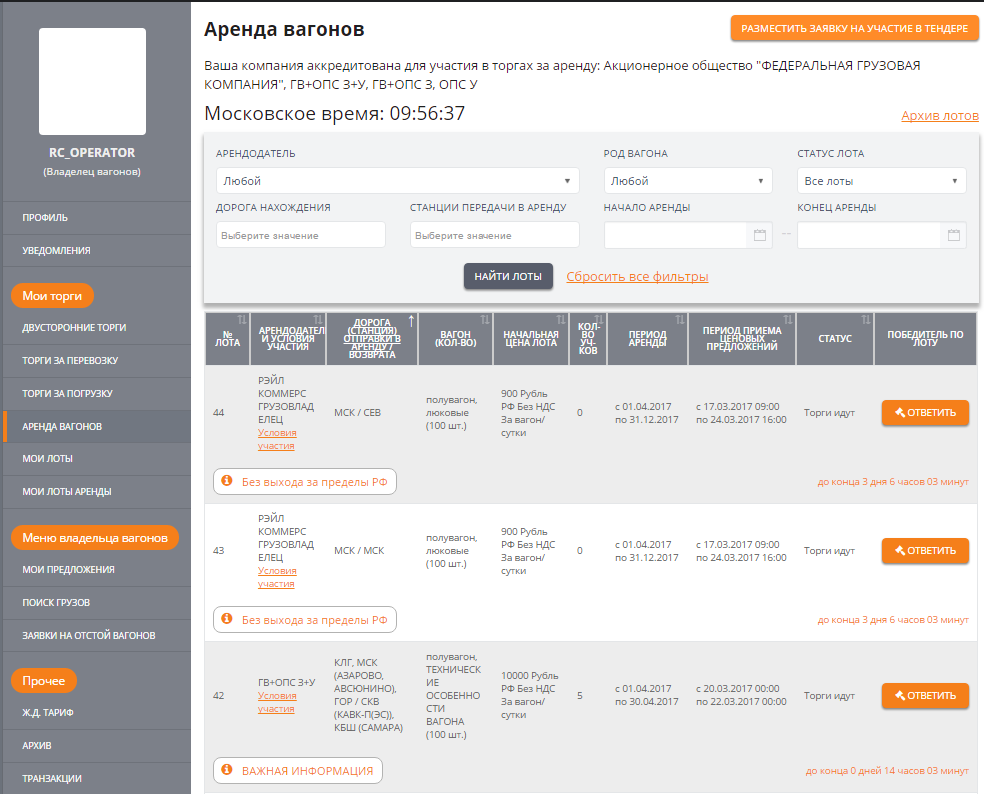 RC_OPERATOR
(Владелец вагонов)
ПРОФИЛЬ
УВЕДОМЛЕНИЯ
Мои торги
ДВУСТОРОННИЕ ТОРГИ
ТОРГИ ЗА ПЕРЕВОЗКУ
ТОРГИ ЗА ПОГРУЗКУ
АРЕНДА ВАГОНОВ
МОИ ЛОТЫ
МОИ ЛОТЫ АРЕНДЫ
Меню владельца вагонов
МОИ ПРЕДЛОЖЕНИЯ
ПОИСК ГРУЗОВ
ЗАЯВКИ НА ОТСТОЙ ВАГОНОВ
Прочее
Ж.Д. ТАРИФ
АРХИВ
ТРАНЗАКЦИИ
Аренда вагонов
РАЗМЕСТИТЬ ЗАЯВКУ НА УЧАСТИЕ В ТЕНДЕРЕ
Ваша компания аккредитована для участия в торгах за аренду: Акционерное общество "ФЕДЕРАЛЬНАЯ ГРУЗОВАЯ
КОМПАНИЯ", ГВ+ОПС З+У, ГВ+ОПС З, ОПС У
Московское время: 09:56:37
Архив лотов
АРЕНДОДАТЕЛЬ
РОД ВАГОНА
СТАТУС ЛОТА
Любой
Любой
Все лоты
ДОРОГА НАХОЖДЕНИЯ
СТАНЦИИ ПЕРЕДАЧИ В АРЕНДУ
НАЧАЛО АРЕНДЫ
КОНЕЦ АРЕНДЫ
Выберите значение
Выберите значение
--
НАЙТИ ЛОТЫ
Сбросить все фильтры
№
ЛОТА
АРЕНДОДАТЕЛ
И УСЛОВИЯ
УЧАСТИЯ
ДОРОГА
(СТАНЦИЯ)
ОТПРАВКИ В
АРЕНДУ /
ВОЗВРАТА
ВАГОН
(КОЛ-ВО)
НАЧАЛЬНАЯ
ЦЕНА ЛОТА
КОЛ-
ВО
УЧ-
КОВ
ПЕРИОД
АРЕНДЫ
ПЕРИОД ПРИЕМА
ЦЕНОВЫХ
ПРЕДЛОЖЕНИЙ
СТАТУС
ПОБЕДИТЕЛЬ ПО
ЛОТУ
44
РЭЙЛ
КОММЕРС
ГРУЗОВЛАД
ЕЛЕЦ
Условия
участия
МСК / СЕВ
полувагон,
люковые
(100 шт.)
900 Рубль
РФ Без НДС
За вагон/
сутки
0
с 01.04.2017
по 31.12.2017
с 17.03.2017 09:00
по 24.03.2017 16:00
Торги идут
ОТВЕТИТЬ
Без выхода за пределы РФ
до конца 3 дня 6 часов 03 минут
43
РЭЙЛ
КОММЕРС
ГРУЗОВЛАД
ЕЛЕЦ
Условия
участия
МСК / МСК
полувагон,
люковые
(100 шт.)
900 Рубль
РФ Без НДС
За вагон/
сутки
0
с 01.04.2017
по 31.12.2017
с 17.03.2017 09:00
по 24.03.2017 16:00
Торги идут
ОТВЕТИТЬ
Без выхода за пределы РФ
до конца 3 дня 6 часов 03 минут
42
ГВ+ОПС З+У
Условия
участия
КЛГ, МСК
(АЗАРОВО,
АВСЮНИНО),
ГОР / СКВ
(КАВК-П(ЭС)),
КБШ (САМАРА)
полувагон,
ТЕХНИЧЕСК
ИЕ
ОСОБЕННО
СТИ
ВАГОНА
(100 шт.)
10000 Рубль
РФ Без НДС
За вагон/
сутки
5
с 01.04.2017
по 30.04.2017
с 20.03.2017 00:00
по 22.03.2017 00:00
Торги идут
ОТВЕТИТЬ
ВАЖНАЯ ИНФОРМАЦИЯ
до конца 0 дней 14 часов 03 минут